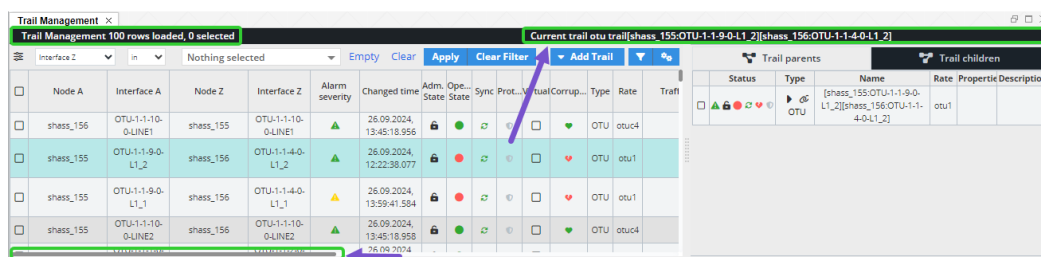 Trail Management ×
Trail Management 100 rows loaded, 0 selected
Current trail otu trail[shass_155:OTU-1-1-9-0-L1_2][shass_156:OTU-1-1-4-0-L1_2]
Interface Z in Nothing selected Empty Clear Apply Clear Filter Add Trail
Trail parents Trail children
Node A Interface A Node Z Interface Z Alarm severity Changed time Adm. State Ope... State Sync Prot... Virtual Corrup... Type Rate Traff
shass_156 OTU-1-1-10-0-LINE1 shass_155 OTU-1-1-10-0-LINE1 26.09.2024, 13:45:18.956 OTU otuc4
shass_155 OTU-1-1-9-0-L1_2 shass_156 OTU-1-1-4-0-L1_2 26.09.2024, 12:22:38.077 OTU otu1
shass_155 OTU-1-1-9-0-L1_1 shass_156 OTU-1-1-4-0-L1_1 26.09.2024, 13:59:41.584 OTU otu1
shass_155 OTU-1-1-10-0-LINE2 shass_156 OTU-1-1-10-0-LINE2 26.09.2024, 13:45:18.958 OTU otuc4
26.09.2024
Status Type Name Rate Propertie Descriptio
OTU [shass_155:OTU-1-1-9-0-L1_2][shass_156:OTU-1-1-4-0-L1_2] otu1